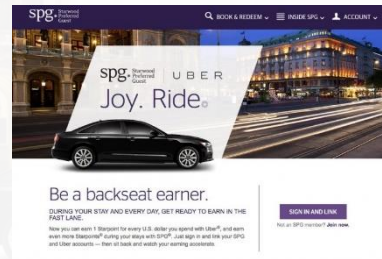 spg® Starwood Preferred Guest
BOOK & REDEEM INSIDE SPG ACCOUNT
spg® Starwood Preferred Guest UBER
Joy. Ride.
Be a backseat earner.
DURING YOUR STAY AND EVERY DAY, GET READY TO EARN IN THE
FAST LANE.
Now you can earn 1 Starpoint for every U.S. dollar you spend with Uber®, and earn
even more Starpoints® during your stays with SPG®. Just sign in and link your SPG
and Uber accounts — then sit back and watch your earning accelerate.
SIGN IN AND LINK
Not an SPG member? Join now.